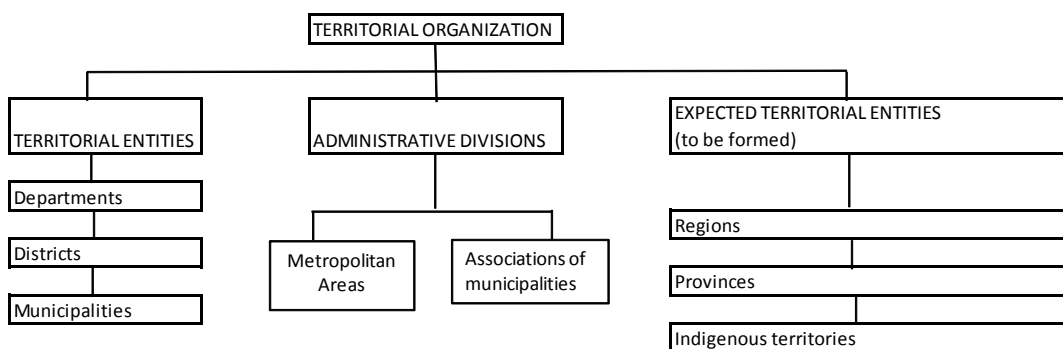 TERRITORIAL ORGANIZATION
TERRITORIAL ENTITIES
Departments
Districts
Municipalities
ADMINISTRATIVE DIVISIONS
Metropolitan
Areas
Associations of
municipalities
EXPECTED TERRITORIAL ENTITIES
(to be formed)
Regions
Provinces
Indigenous territories